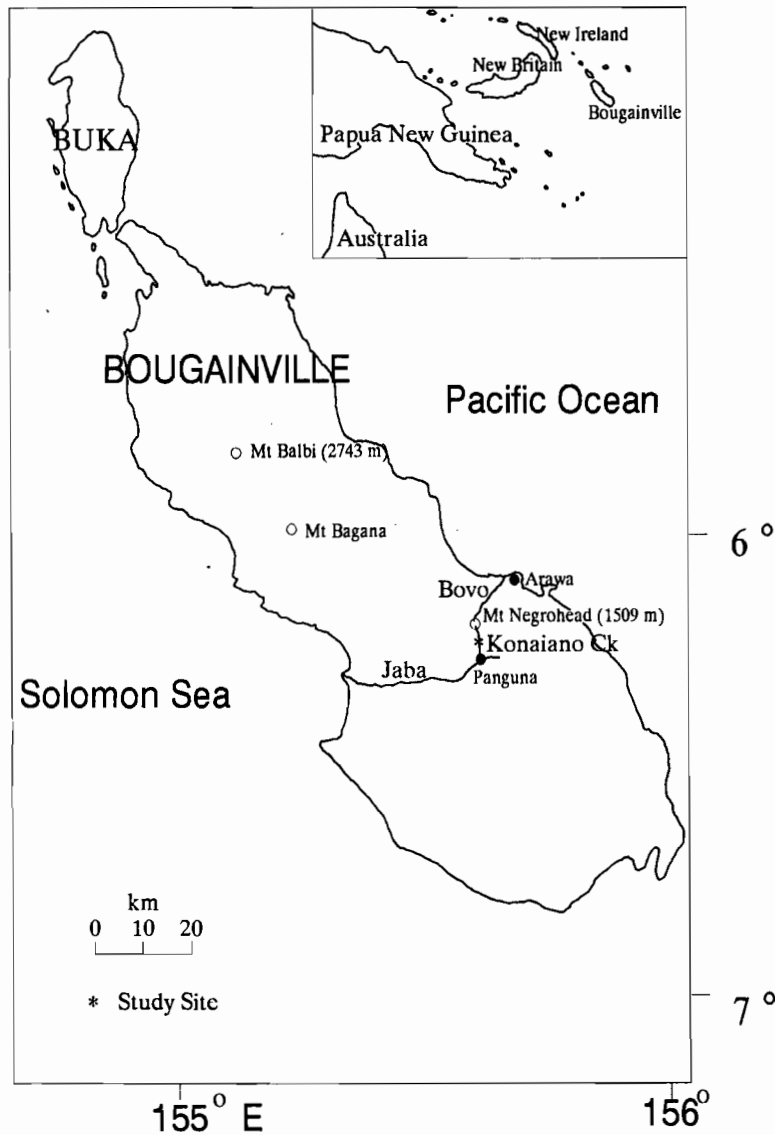 New Ireland
New Britain
Bougainville
Papua New Guinea
Australia
BUKA
BOUGAINVILLE
Pacific Ocean
Mt Balbi (2743 m)
Mt Bagana
6 °
Arawa
Bovo
Mt Negrohead (1509 m)
* Konaiano Ck
Jaba
Panguna
Solomon Sea
km
0 10 20
* Study Site
7 °
155° E
156°